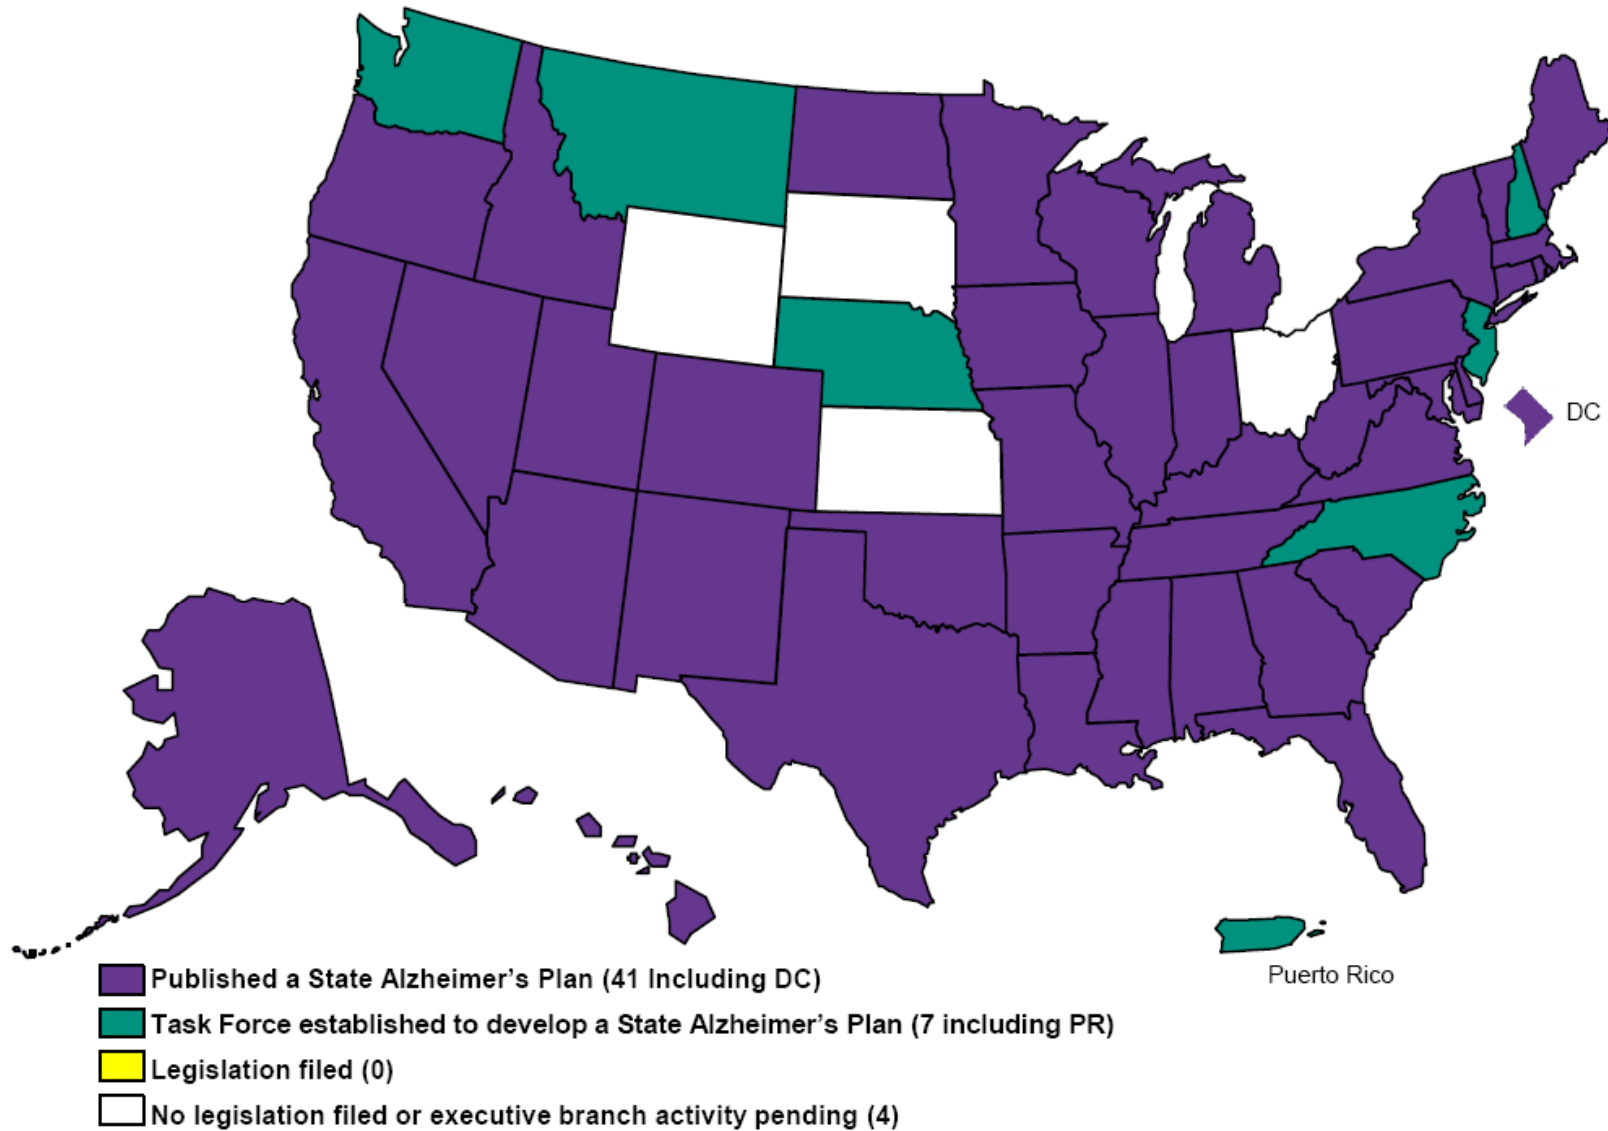 DC
Puerto Rico
Published a State Alzheimer’s Plan (41 Including DC)
Task Force established to develop a State Alzheimer’s Plan (7 including PR)
Legislation filed (0)
No legislation filed or executive branch activity pending (4)